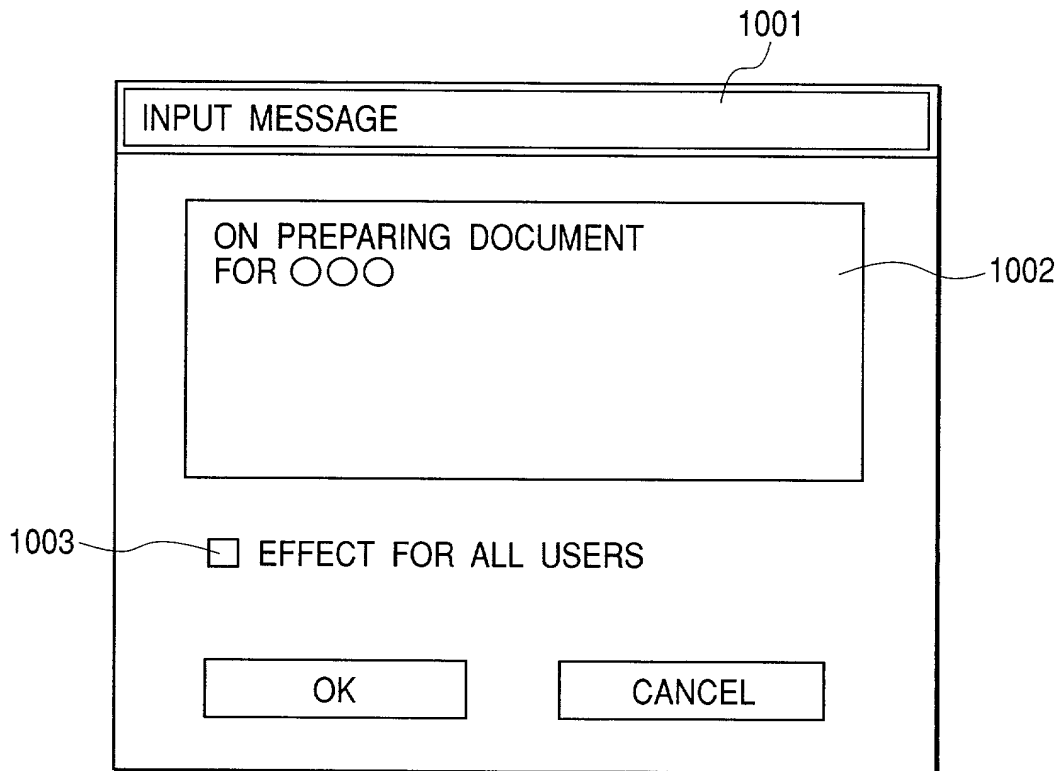 1001
INPUT MESSAGE
ON PREPARING DOCUMENT
FOR ○○○
1002
1003
EFFECT FOR ALL USERS
OK
CANCEL